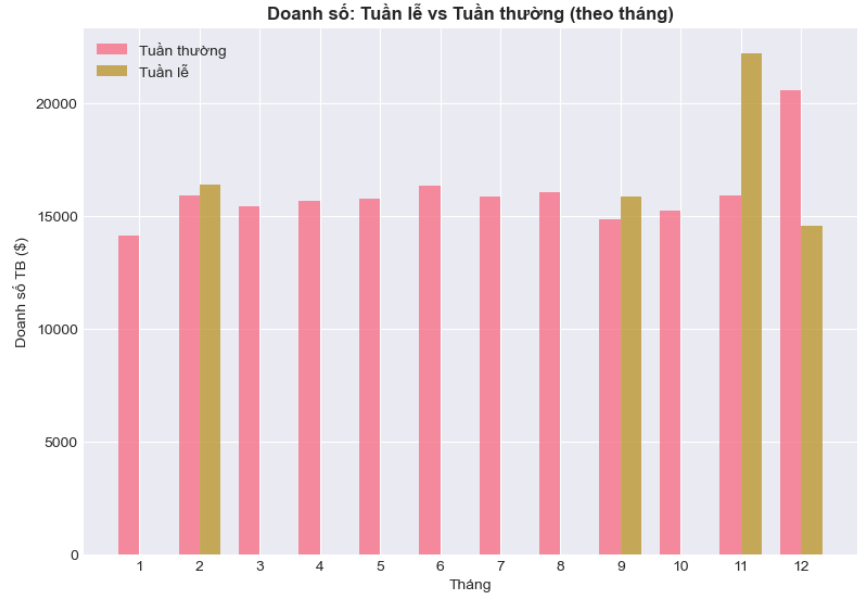 Doanh số: Tuần lễ vs Tuần thường (theo tháng)
Tuần thường
Tuần lễ
Doanh số TB ($)
20000
15000
10000
5000
0
1 2 3 4 5 6 7 8 9 10 11 12
Tháng